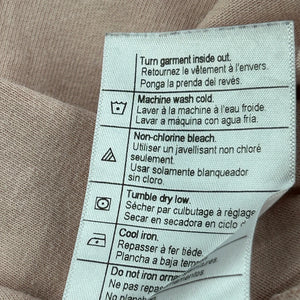 Turn garment inside out.
Retournez le vêtement à l'envers.
Ponga la prenda del revés.
Machine wash cold.
Laver à la machine à l'eau froide.
Lavar a máquina con agua fria.
Non-chlorine bleach.
Utiliser un javellisant non chloré
seulement.
Usar solamente blanqueador
sin cloro.
Tumble dry low.
Sécher par culbutage à réglage
Secar en secadora en ciclo
Cool iron.
Repasser à fer tiède
Plancha a baja
Do not iron
Ne pas
No